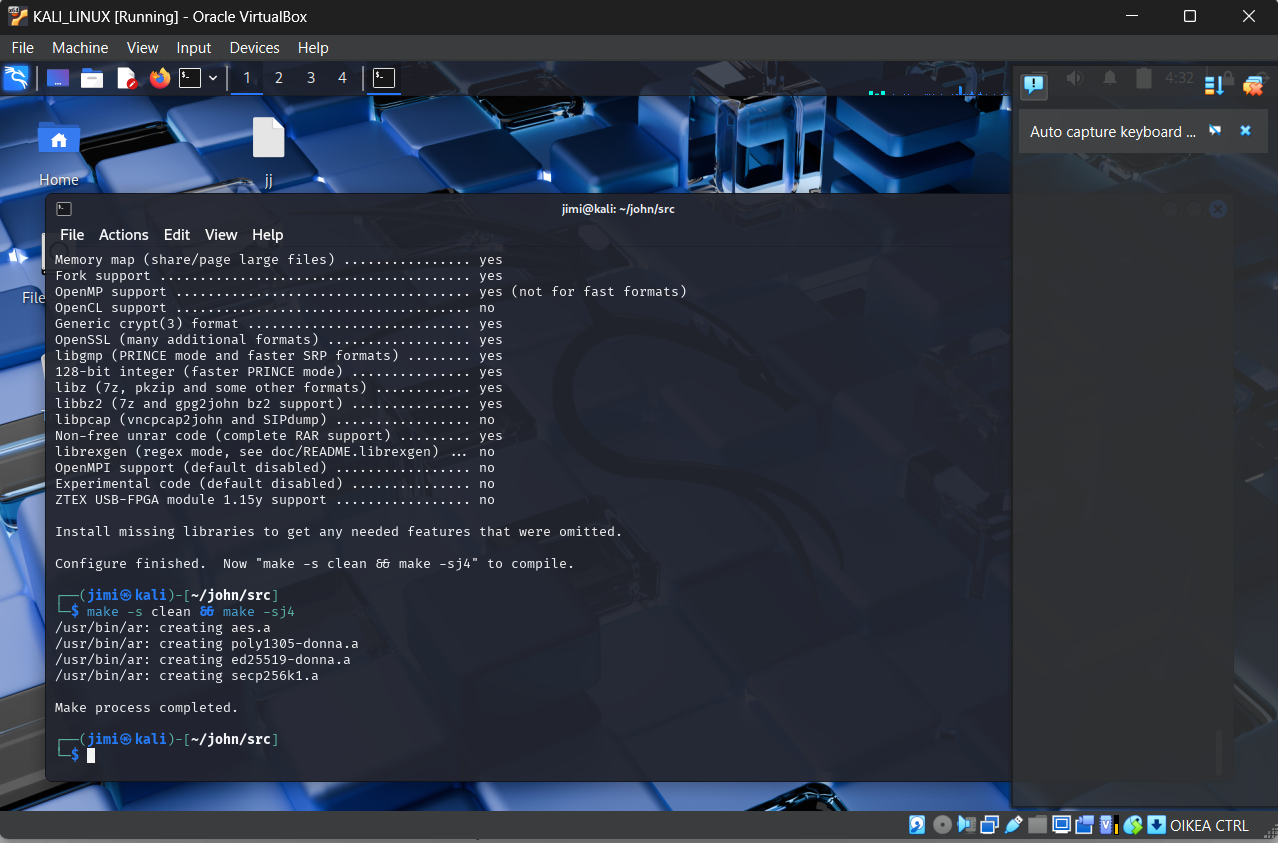 KALI_LINUX [Running] - Oracle VirtualBox
File Machine View Input Devices Help
1 2 3 4
4:32
Auto capture keyboard ...
Home
jj
File
jimi@kali: ~/john/src
File Actions Edit View Help
Memory map (share/page large files) ................ yes
Fork support ....................................... yes
OpenMP support ..................................... yes (not for fast formats)
OpenCL support ..................................... no
Generic crypt(3) format ............................ yes
OpenSSL (many additional formats) .................. yes
libgmp (PRINCE mode and faster SRP formats) ........ yes
128-bit integer (faster PRINCE mode) ............... yes
libz (7z, pkzip and some other formats) ............ yes
libbz2 (7z and gpg2john bz2 support) ............... yes
libpcap (vncpcap2john and SIPdump) ................. no
Non-free unrar code (complete RAR support) ......... yes
librexgen (regex mode, see doc/README.librexgen) ... no
OpenMPI support (default disabled) ................. no
Experimental code (default disabled) ............... no
ZTEX USB-FPGA module 1.15y support ................. no
Install missing libraries to get any needed features that were omitted.
Configure finished.  Now "make -s clean && make -sj4" to compile.
┌──(jimi㉿kali)-[~/john/src]
└─$ make -s clean && make -sj4
/usr/bin/ar: creating aes.a
/usr/bin/ar: creating poly1305-donna.a
/usr/bin/ar: creating ed25519-donna.a
/usr/bin/ar: creating secp256k1.a
Make process completed.
┌──(jimi㉿kali)-[~/john/src]
└─$
OIKEA CTRL